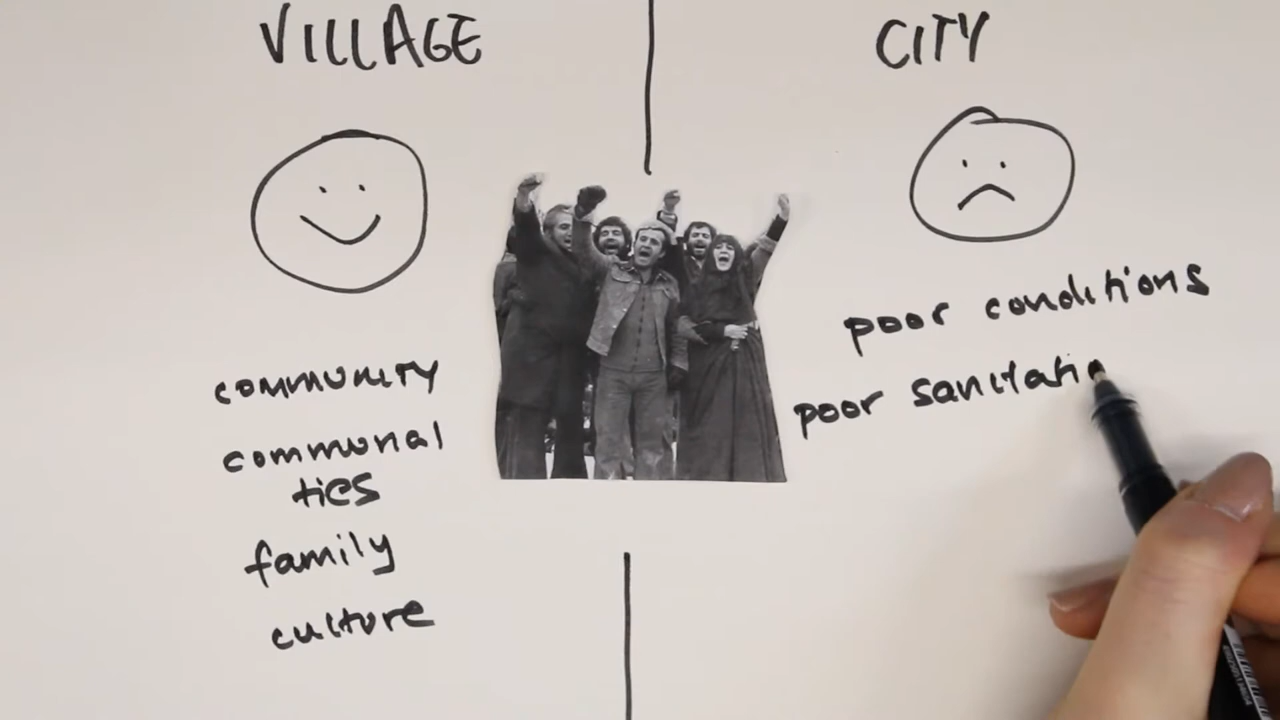 VILLAGE
CITY
community
communal
ties
family
culture
poor conditions
poor sanitatio